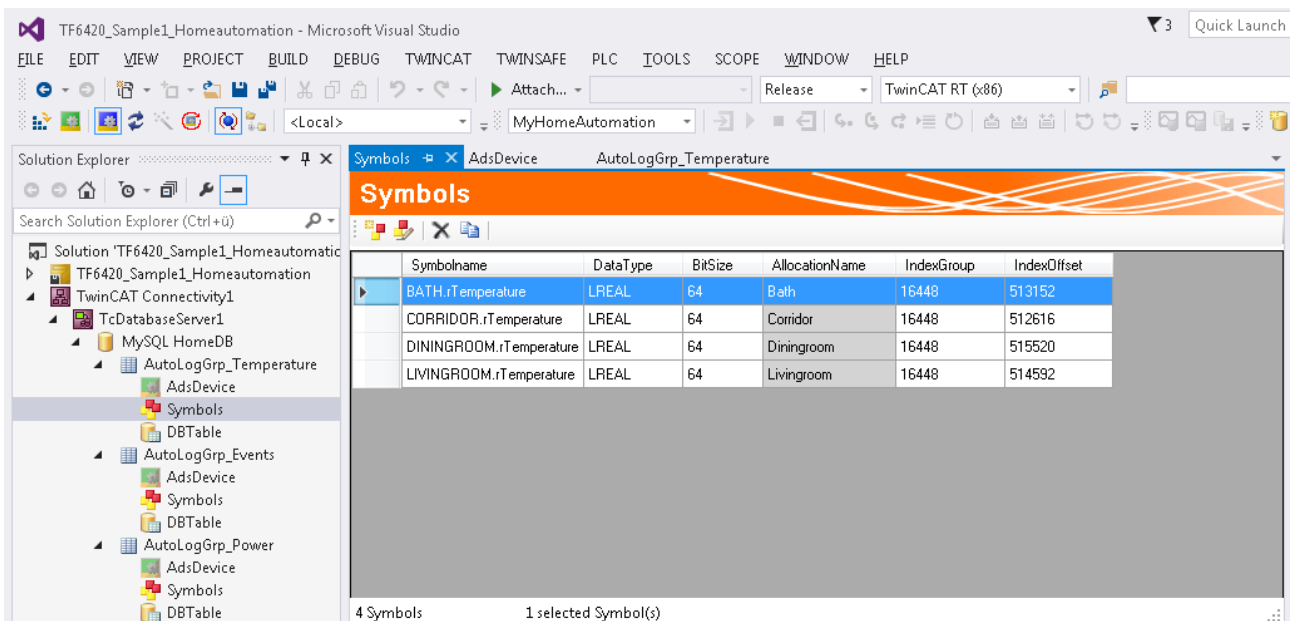 TF6420_Sample1_Homeautomation - Microsoft Visual Studio
3
Quick Launch
FILE EDIT VIEW PROJECT BUILD DEBUG TWINCAT TWINSAFE PLC TOOLS SCOPE WINDOW HELP
Attach... Release TwinCAT RT (x86)
<Local> MyHomeAutomation
Solution Explorer
Symbols AdsDevice AutoLogGrp_Temperature
Symbols
Search Solution Explorer (Ctrl+ü)
Solution 'TF6420_Sample1_Homeautomatic
TF6420_Sample1_Homeautomation
TwinCAT Connectivity1
TcDatabaseServer1
MySQL HomeDB
AutoLogGrp_Temperature
AdsDevice
Symbols
DBTable
AutoLogGrp_Events
AdsDevice
Symbols
DBTable
AutoLogGrp_Power
AdsDevice
Symbols
DBTable
Symbolname DataType BitSize AllocationName IndexGroup IndexOffset
BATH.rTemperature LREAL 64 Bath 16448 513152
CORRIDOR.rTemperature LREAL 64 Corridor 16448 512616
DININGROOM.rTemperature LREAL 64 Diningroom 16448 515520
LIVINGROOM.rTemperature LREAL 64 Livingroom 16448 514592
4 Symbols 1 selected Symbol(s)